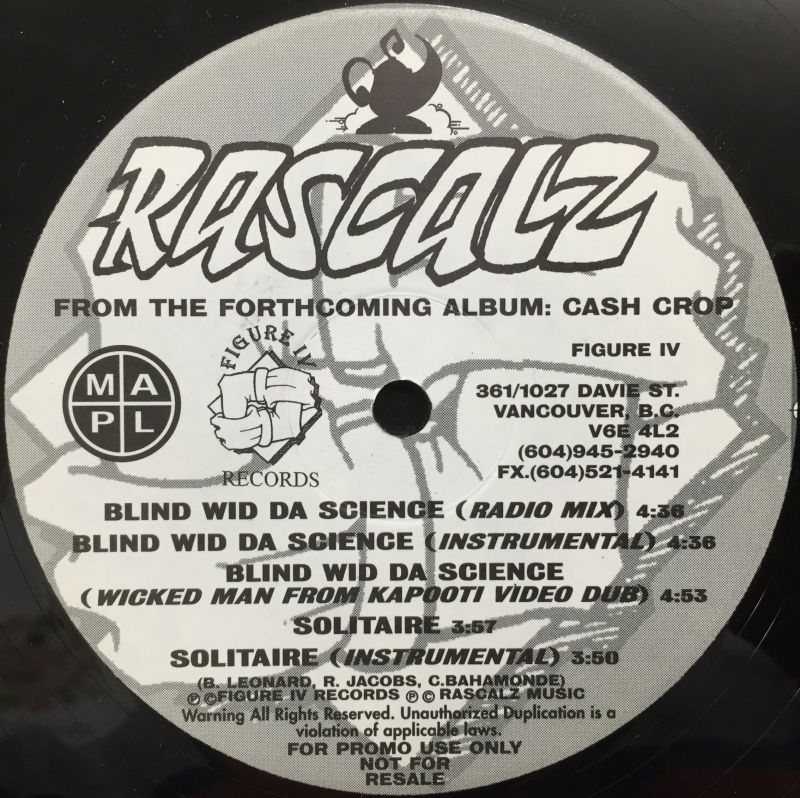 RASCALZ
FROM THE FORTHCOMING ALBUM: CASH CROP
MAPL
FIGURE IV
RECORDS
FIGURE IV
361/1027 DAVIE ST.
VANCOUVER, B.C.
V6E 4L2
(604)945-2940
FX.(604)521-4141
BLIND WID DA SCIENCE (RADIO MIX) 4:36
BLIND WID DA SCIENCE (INSTRUMENTAL) 4:36
BLIND WID DA SCIENCE
(WICKED MAN FROM KAPOOTI VIDEO DUB) 4:53
SOLITAIRE 3:57
SOLITAIRE (INSTRUMENTAL) 3:50
(B. LEONARD, R. JACOBS, C.BAHAMONDE)
℗ ©FIGURE IV RECORDS ℗ © RASCALZ MUSIC
Warning All Rights Reserved. Unauthorized Duplication is a
violation of applicable laws.
FOR PROMO USE ONLY
NOT FOR
RESALE